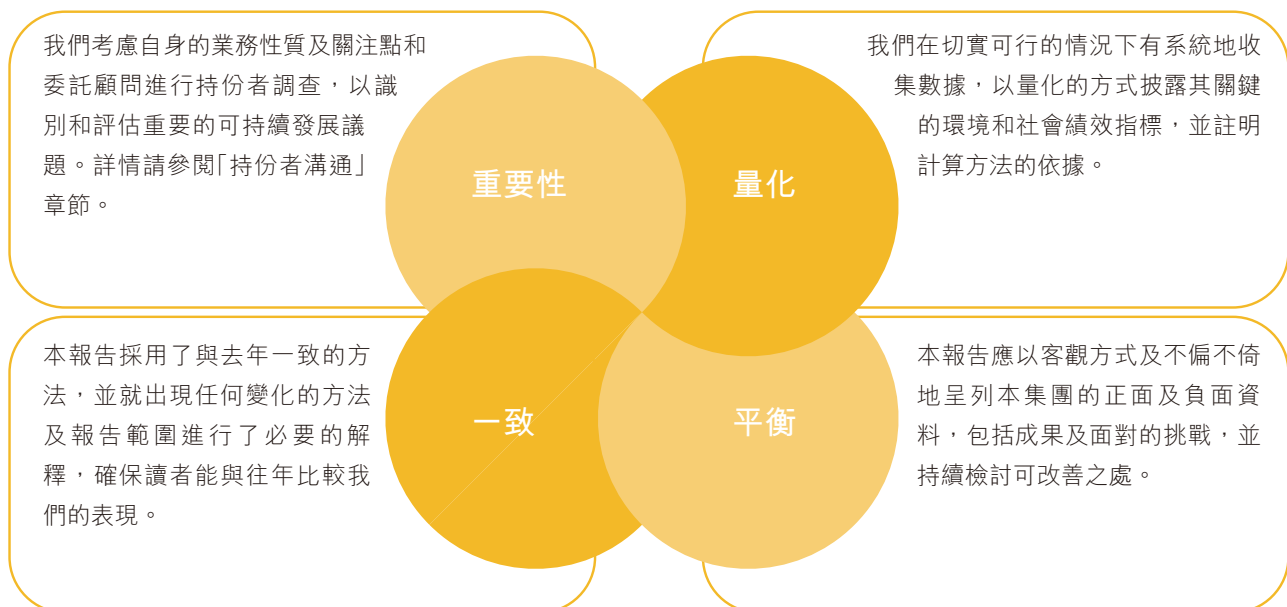 我們考慮自身的業務性質及關注點和
委託顧問進行持份者調查，以識
別和評估重要的可持續發展議
題。詳情請參閱「持份者溝通」
章節。
重要性
我們在切實可行的情況下有系統地收
集數據，以量化的方式披露其關鍵
的環境和社會績效指標，並註明
計算方法的依據。
量化
本報告採用了與去年一致的方
法，並就出現任何變化的方法
及報告範圍進行了必要的解
釋，確保讀者能與往年比較我
們的表現。
一致
平衡
本報告應以客觀方式及不偏不倚
地呈列本集團的正面及負面資
料，包括成果及面對的挑戰，並
持續檢討可改善之處。